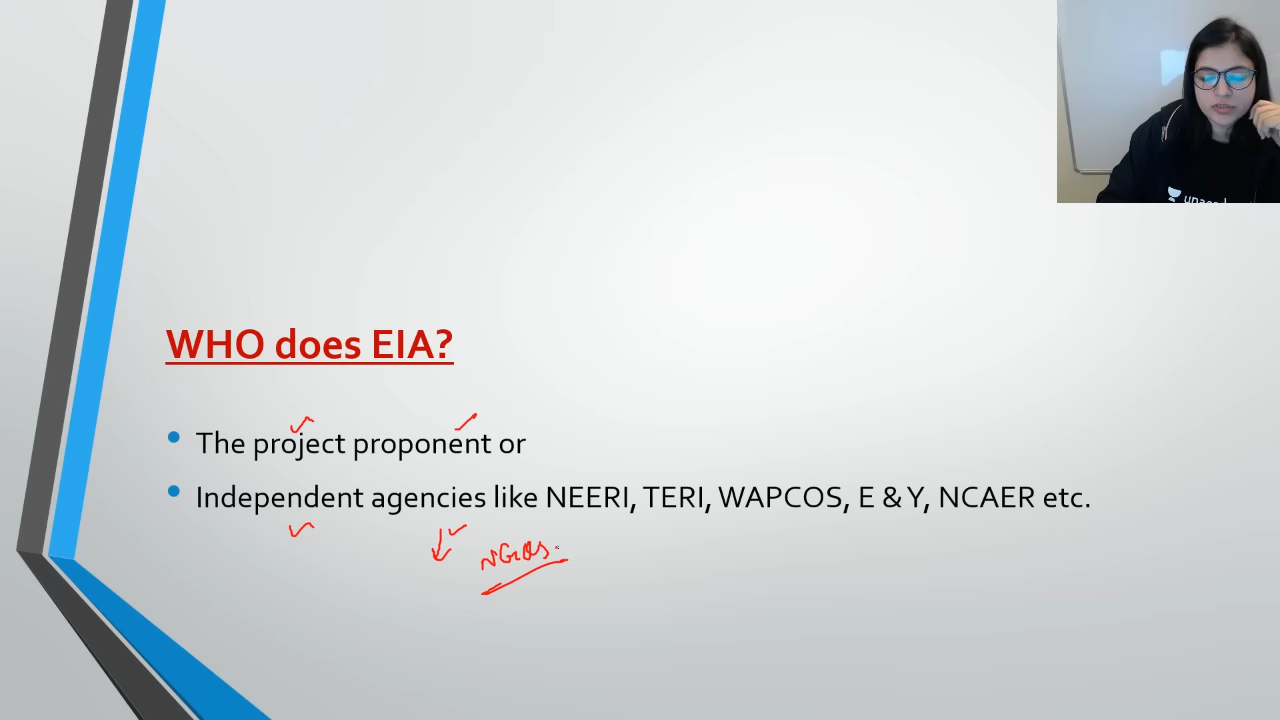 WHO does EIA?
• The project proponent or
• Independent agencies like NEERI, TERI, WAPCOS, E & Y, NCAER etc.
NGOs.